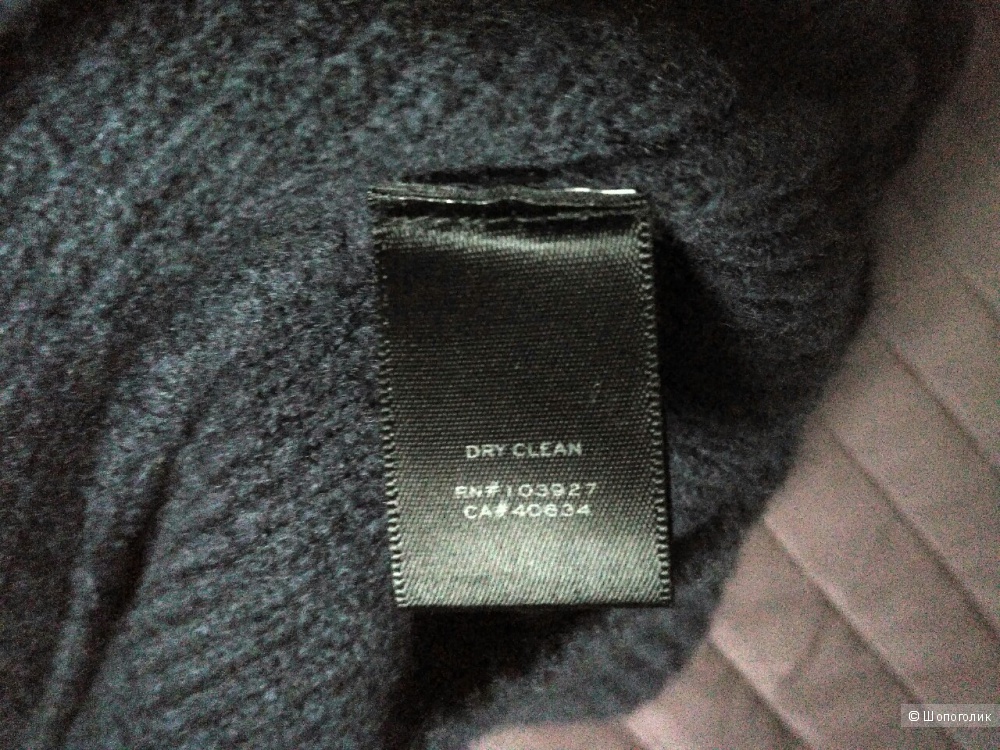 DRY CLEAN
RN#103927
CA#40634
© Шопоголик